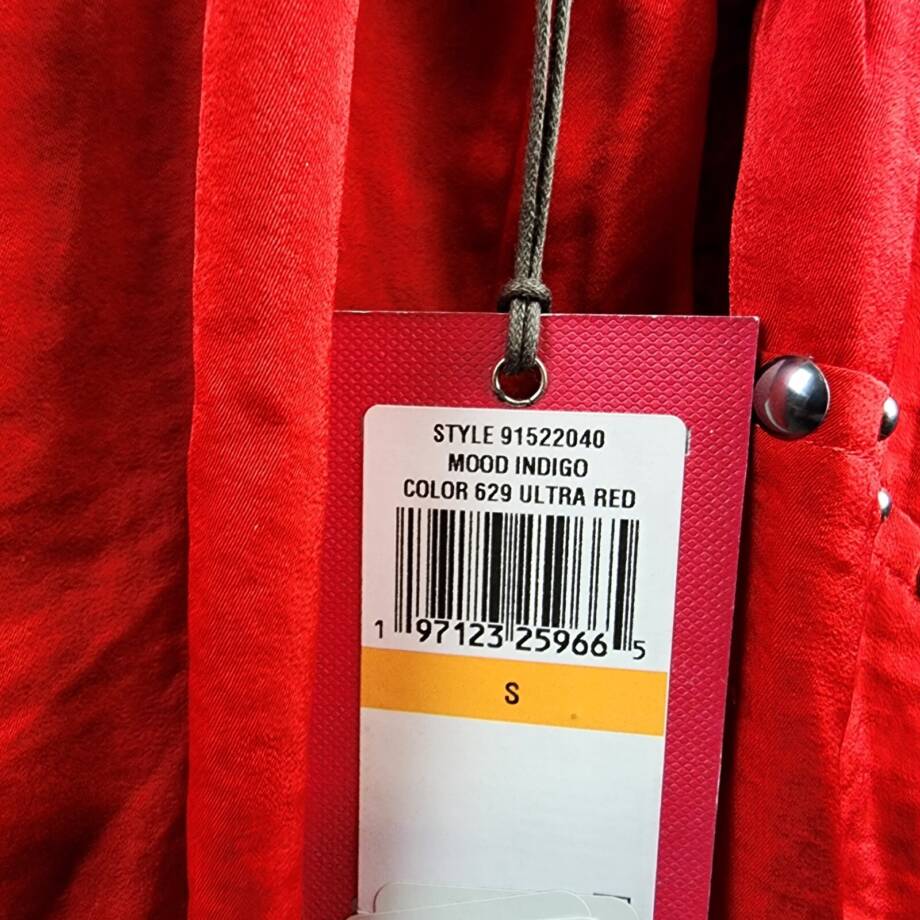 STYLE 91522040
MOOD INDIGO
COLOR 629 ULTRA RED
1 97123 25966 5
S